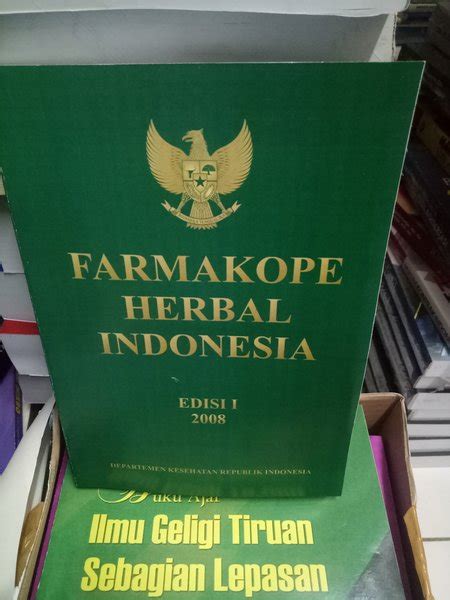 FARMAKOPE
HERBAL
INDONESIA
EDISI I
2008
DEPARTEMEN KESEHATAN REPUBLIK INDONESIA
Buku Ajar
Ilmu Geligi Tiruan
Sebagian Lepasan